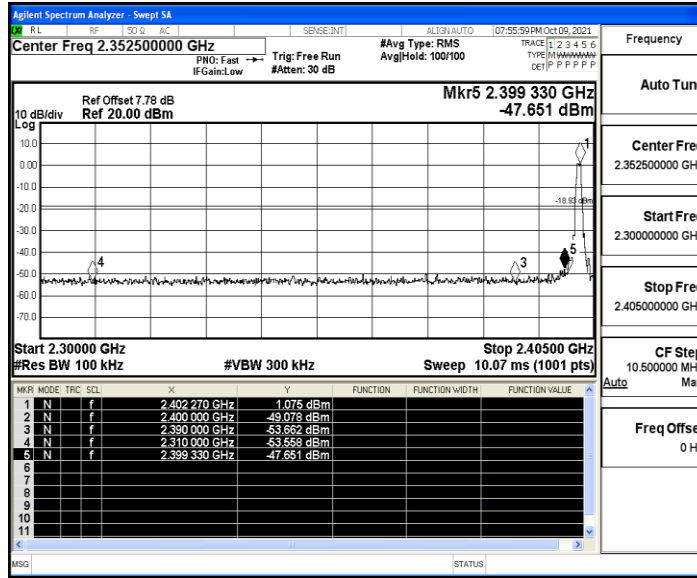 Agilent Spectrum Analyzer - Swept SA
RL RF 50 Ω AC SENSE:INT ALIGN AUTO 07:55:59 PM Oct 09, 2021
Center Freq 2.352500000 GHz
PNO: Fast
IFGain:Low
Trig: Free Run
#Atten: 30 dB
#Avg Type: RMS
Avg|Hold: 100/100
TRACE 1 2 3 4 5 6
TYPE M
DET P P P P P P
Mkr5 2.399 330 GHz
-47.651 dBm
Ref Offset 7.78 dB
Ref 20.00 dBm
10 dB/div
Log
10.0
0.00
-10.0
-20.0
-30.0
-40.0
-50.0
-60.0
-70.0
1
-18.93 dBm
4
3
5
Start 2.30000 GHz Stop 2.40500 GHz
#Res BW 100 kHz #VBW 300 kHz Sweep 10.07 ms (1001 pts)
MKR MODE TRC SCL X Y FUNCTION FUNCTION WIDTH FUNCTION VALUE
1 N f 2.402 270 GHz 1.075 dBm
2 N f 2.400 000 GHz -49.078 dBm
3 N f 2.390 000 GHz -53.662 dBm
4 N f 2.310 000 GHz -53.558 dBm
5 N f 2.399 330 GHz -47.651 dBm
6
7
8
9
10
11
MSG STATUS
Frequency
Auto Tun
Center Fre
2.352500000 GH
Start Fre
2.300000000 GH
Stop Fre
2.405000000 GH
CF Ste
10.500000 MH
Auto Ma
Freq Offse
0 H